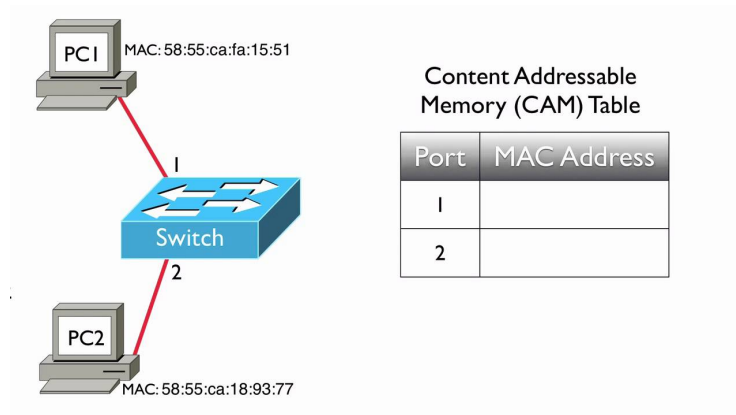 PC1
MAC: 58:55:ca:fa:15:51
1
Switch
2
PC2
MAC: 58:55:ca:18:93:77
Content Addressable
Memory (CAM) Table
Port MAC Address
1
2